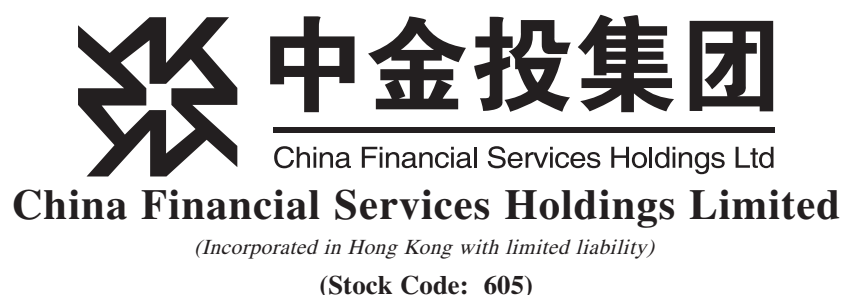 中金投集团
China Financial Services Holdings Ltd
China Financial Services Holdings Limited
(Incorporated in Hong Kong with limited liability)
(Stock Code: 605)